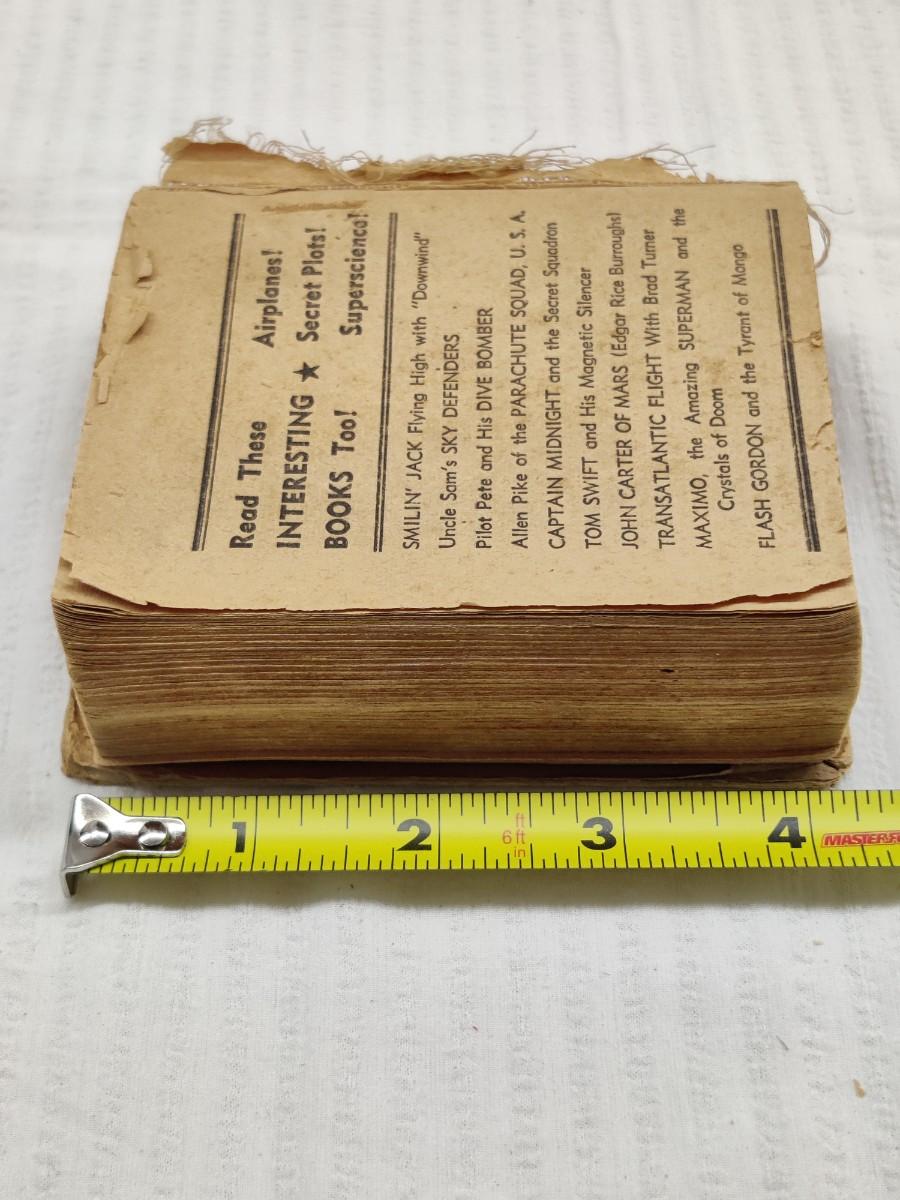 Read These Airplanes!
INTERESTING ★ Secret Plots!
BOOKS Too! Superscience!
SMILIN' JACK Flying High with "Downwind"
Uncle Sam's SKY DEFENDERS
Pilot Pete and His DIVE BOMBER
Allen Pike of the PARACHUTE SQUAD, U. S. A.
CAPTAIN MIDNIGHT and the Secret Squadron
TOM SWIFT and His Magnetic Silencer
JOHN CARTER OF MARS (Edgar Rice Burroughs)
TRANSATLANTIC FLIGHT With Brad Turner
MAXIMO, the Amazing SUPERMAN and the
Crystals of Doom
FLASH GORDON and the Tyrant of Mongo
1 2 3 4
ft
6 ft
in